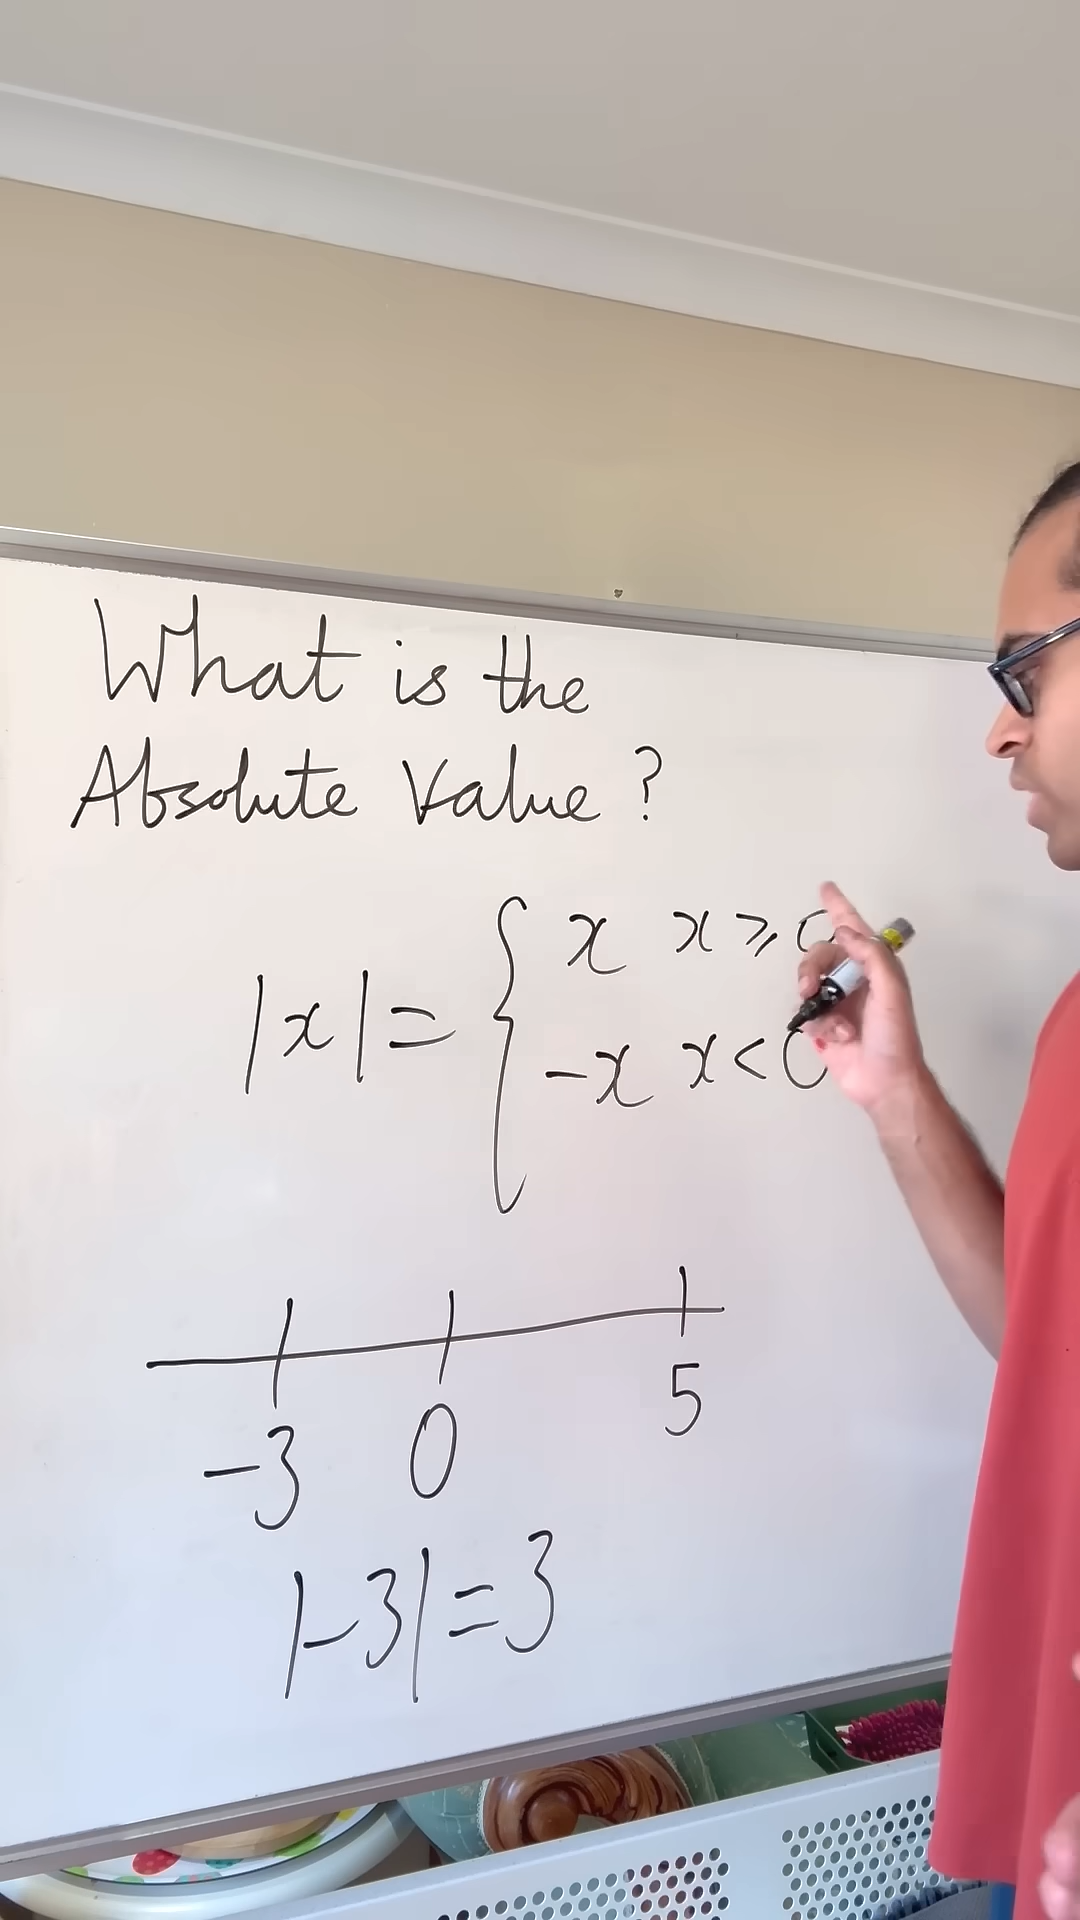 What is the
Absolute Value?
|x| = { x x ⩾ 0
-x x < 0
-3 0 5
|-3| = 3